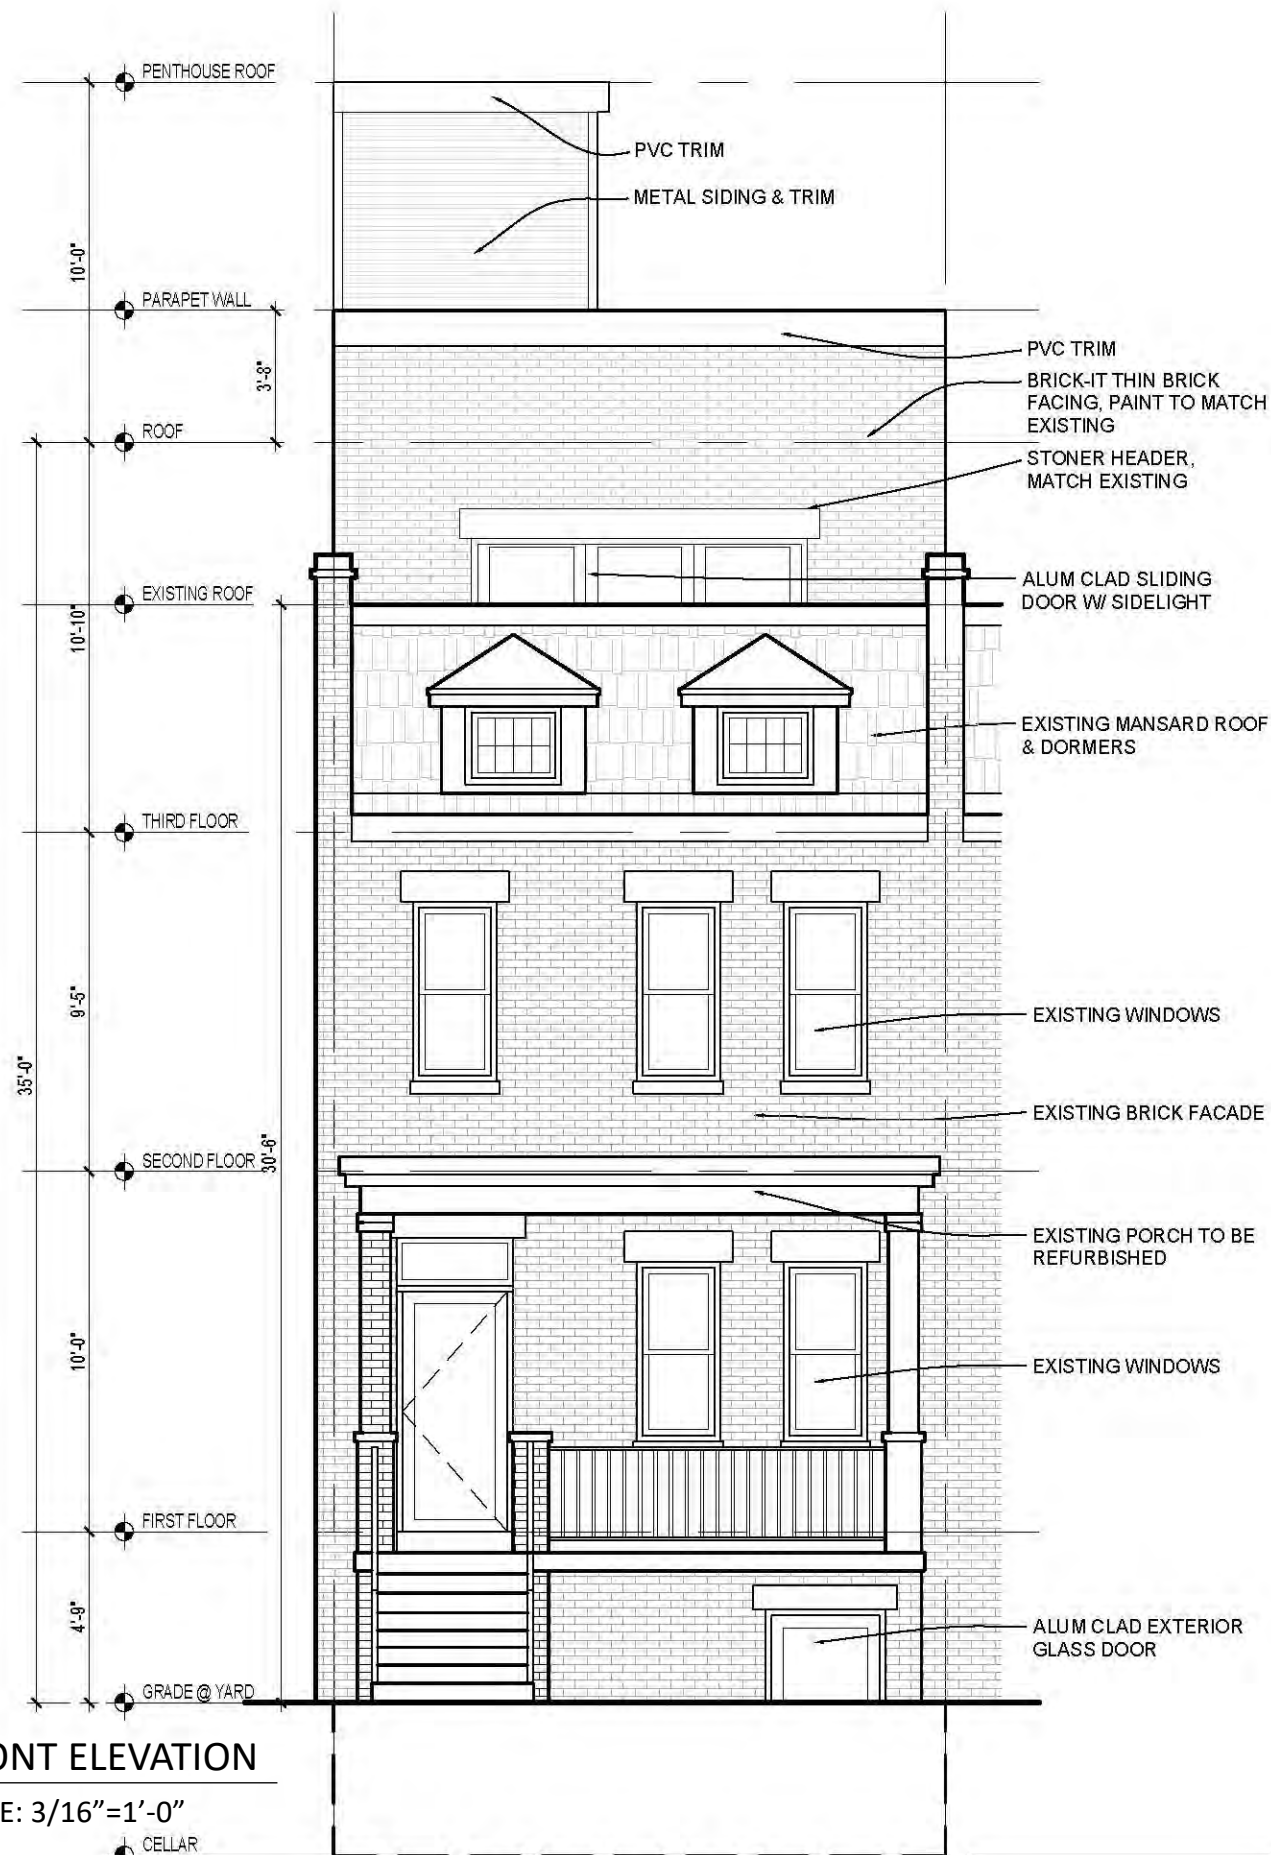 PENTHOUSE ROOF
PVC TRIM
METAL SIDING & TRIM
10'-0"
PARAPET WALL
3'-8"
PVC TRIM
BRICK-IT THIN BRICK
FACING, PAINT TO MATCH
EXISTING
ROOF
STONER HEADER,
MATCH EXISTING
ALUM CLAD SLIDING
DOOR W/ SIDELIGHT
EXISTING ROOF
10'-10"
EXISTING MANSARD ROOF
& DORMERS
THIRD FLOOR
9'-5"
EXISTING WINDOWS
35'-0"
EXISTING BRICK FACADE
30'-6"
SECOND FLOOR
EXISTING PORCH TO BE
REFURBISHED
10'-0"
EXISTING WINDOWS
FIRST FLOOR
4'-9"
ALUM CLAD EXTERIOR
GLASS DOOR
GRADE @ YARD
ONT ELEVATION
E: 3/16”=1’-0”
CELLAR